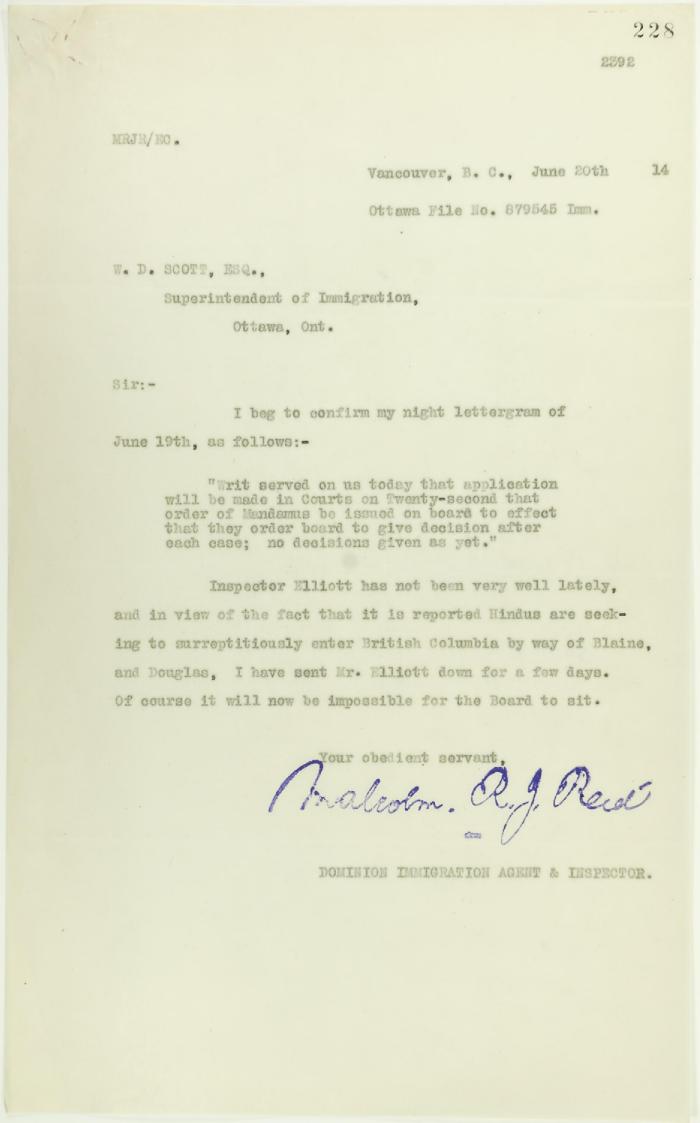 228
2392
MRJR/EC.
Vancouver, B. C., June 20th 14
Ottawa File No. 879545 Imm.
W. D. SCOTT, ESQ.,
Superintendent of Immigration,
Ottawa, Ont.
Sir:-
I beg to confirm my night lettergram of
June 19th, as follows:-
"Writ served on us today that application
will be made in Courts on Twenty-second that
order of Mandamus be issued on board to effect
that they order board to give decision after
each case; no decisions given as yet."
Inspector Elliott has not been very well lately,
and in view of the fact that it is reported Hindus are seek-
ing to surreptitiously enter British Columbia by way of Blaine,
and Douglas, I have sent Mr. Elliott down for a few days.
Of course it will now be impossible for the Board to sit.
Your obedient servant,
Malcolm. R. J. Reid
DOMINION IMMIGRATION AGENT & INSPECTOR.